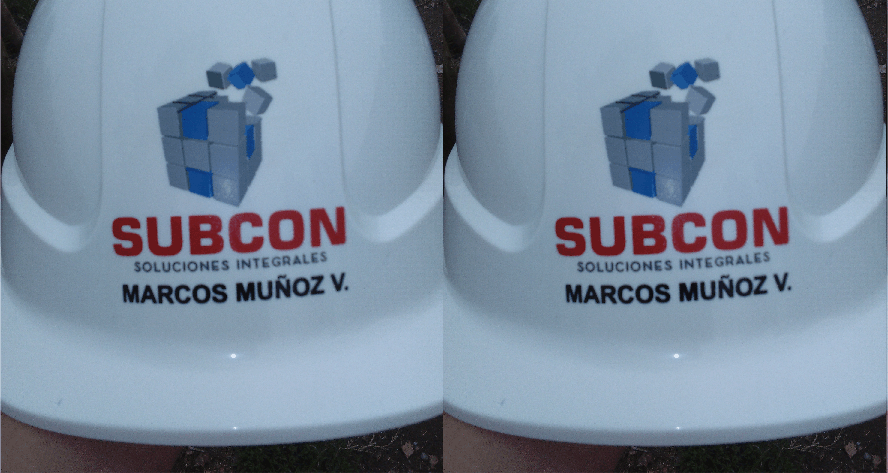 SUBCON
SOLUCIONES INTEGRALES
MARCOS MUÑOZ V.
SUBCON
SOLUCIONES INTEGRALES
MARCOS MUÑOZ V.